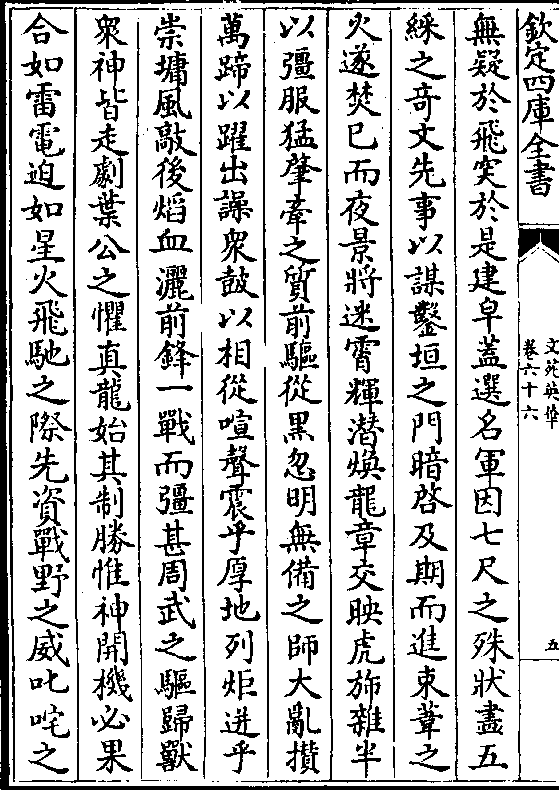 欽定四庫全書
文苑英華
卷六十六
五
無疑於飛突於是建皁蓋選名軍因七尺之殊狀盡五
綵之奇文先事以謀鑿垣之門暗啓及期而進束葦之
火遂焚已而夜景將迷霄輝潛煥龍章交映虎斾雜半
以彊服猛肇牽之質前驅從黒忽明無備之師大亂攅
萬蹄以躍出譟衆鼔以相從喧聲震乎厚地列炬迸乎
崇墉風敲後熖血灑前鋒一戰而彊甚周武之驅歸獸
衆神皆走劇葉公之懼真龍始其制勝惟神開機必果
合如雷電迫如星火飛馳之際先資戰野之威叱咤之